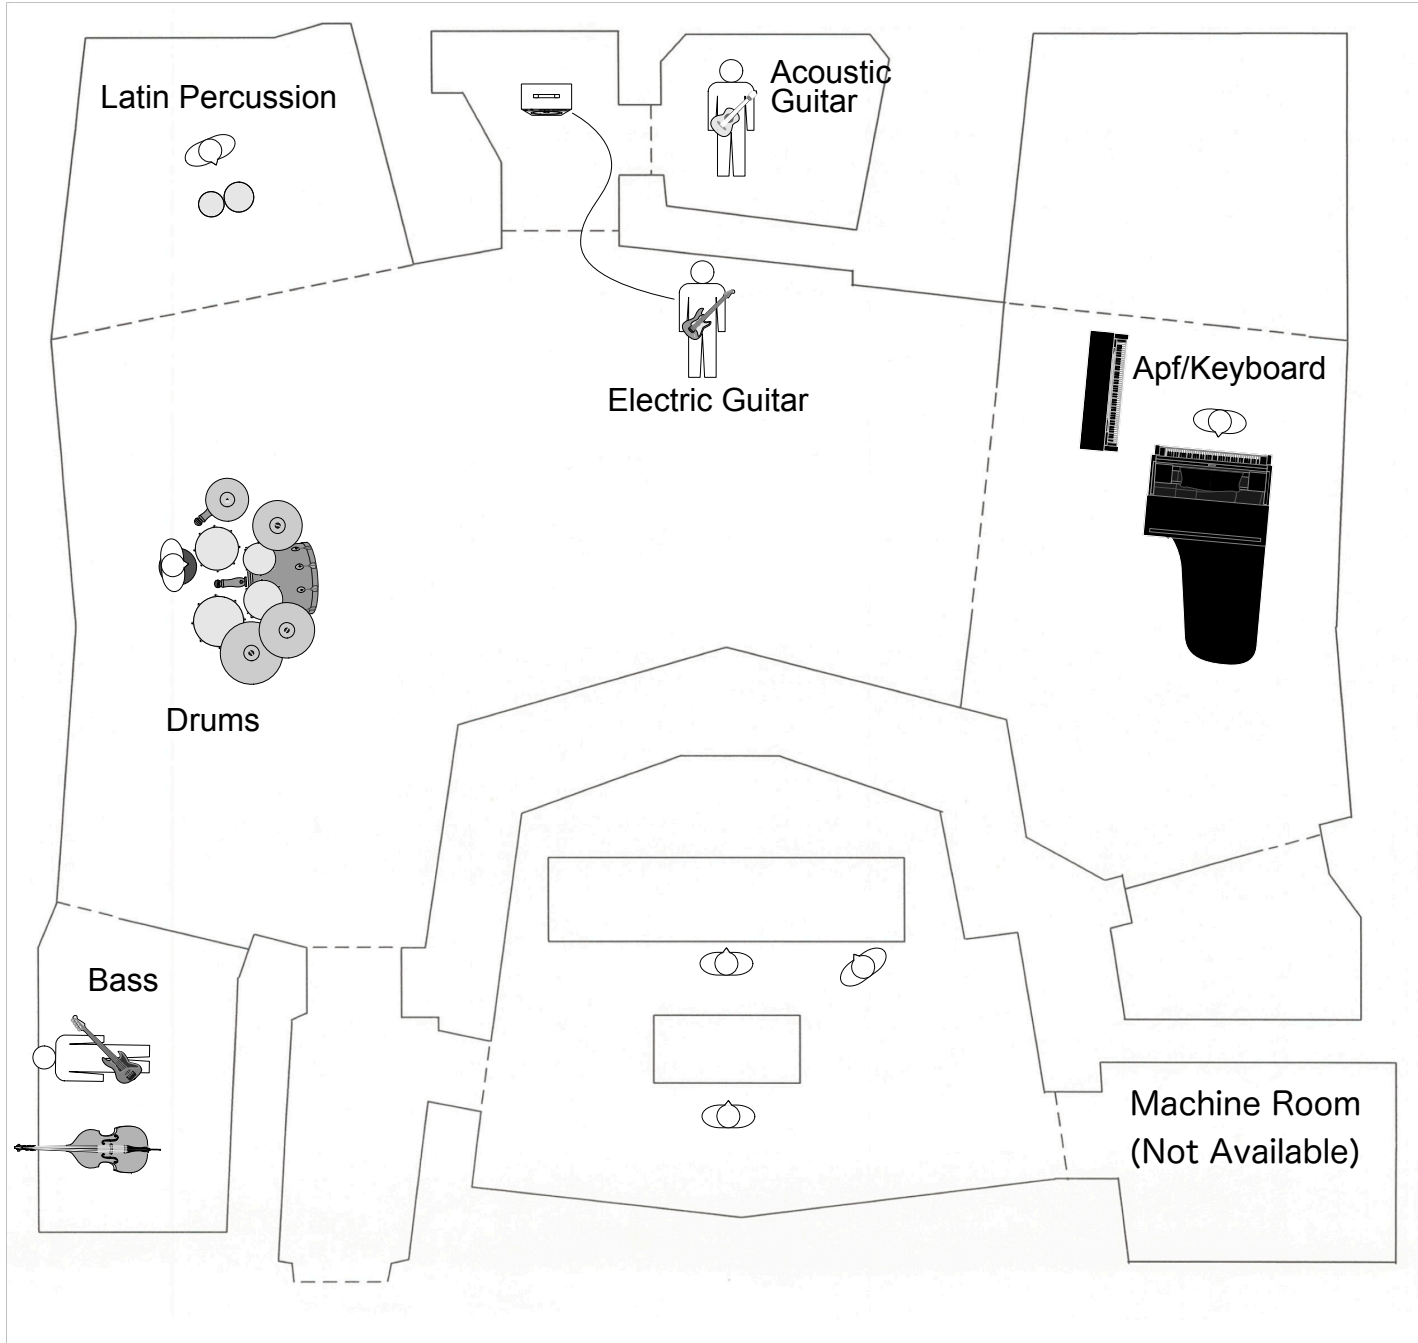 Latin Percussion
Acoustic
Guitar
Apf/Keyboard
Electric Guitar
Drums
Bass
Machine Room
(Not Available)